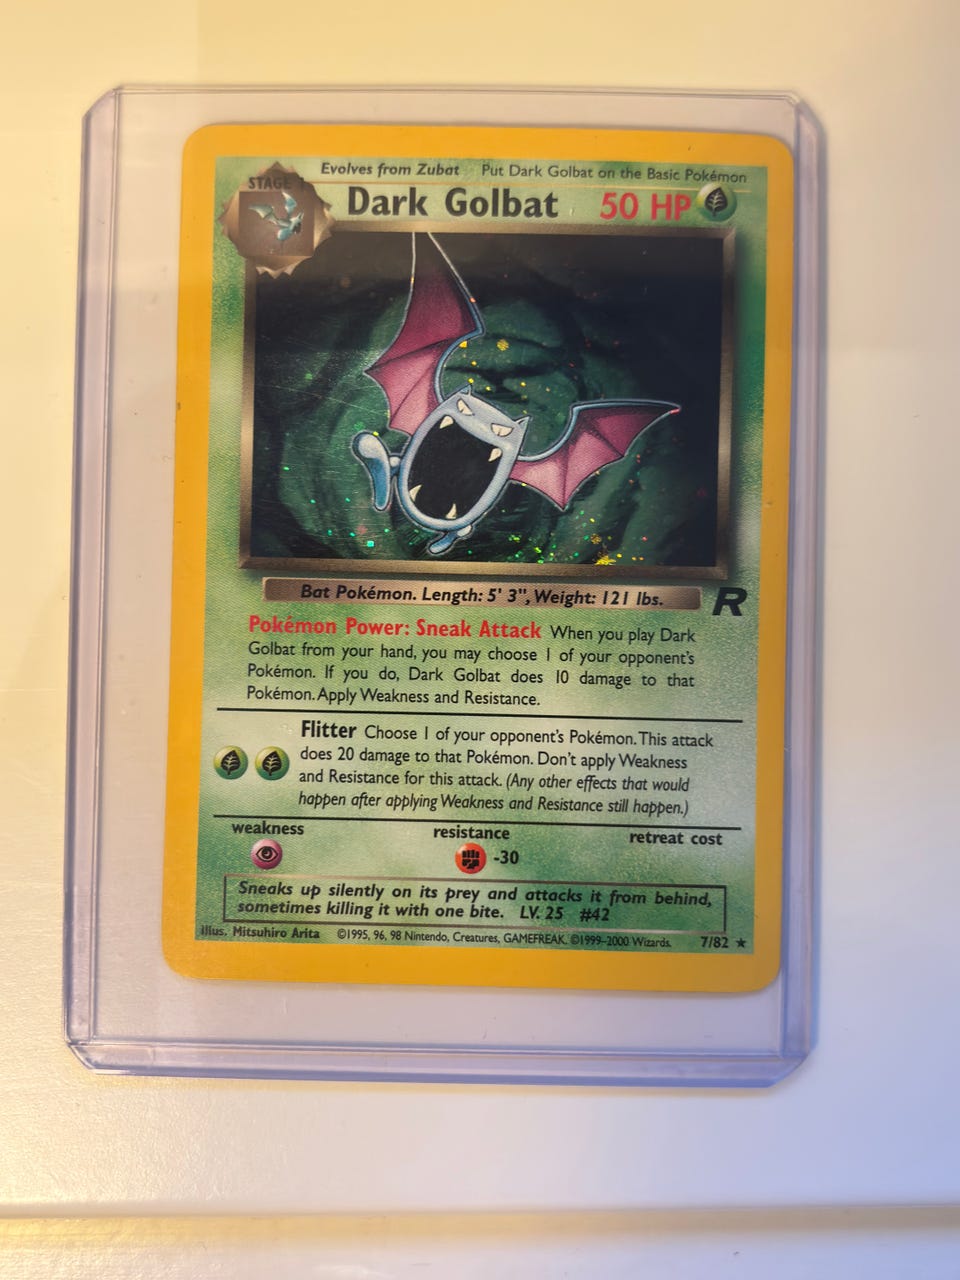 Evolves from Zubat Put Dark Golbat on the Basic Pokémon
STAGE 1
Dark Golbat 50 HP
Bat Pokémon. Length: 5' 3", Weight: 121 lbs.
R
Pokémon Power: Sneak Attack When you play Dark
Golbat from your hand, you may choose 1 of your opponent's
Pokémon. If you do, Dark Golbat does 10 damage to that
Pokémon. Apply Weakness and Resistance.
Flitter Choose 1 of your opponent's Pokémon. This attack
does 20 damage to that Pokémon. Don't apply Weakness
and Resistance for this attack. (Any other effects that would
happen after applying Weakness and Resistance still happen.)
weakness resistance retreat cost
-30
Sneaks up silently on its prey and attacks it from behind,
sometimes killing it with one bite. LV. 25 #42
Illus. Mitsuhiro Arita ©1995, 96, 98 Nintendo, Creatures, GAMEFREAK. ©1999–2000 Wizards. 7/82 ★